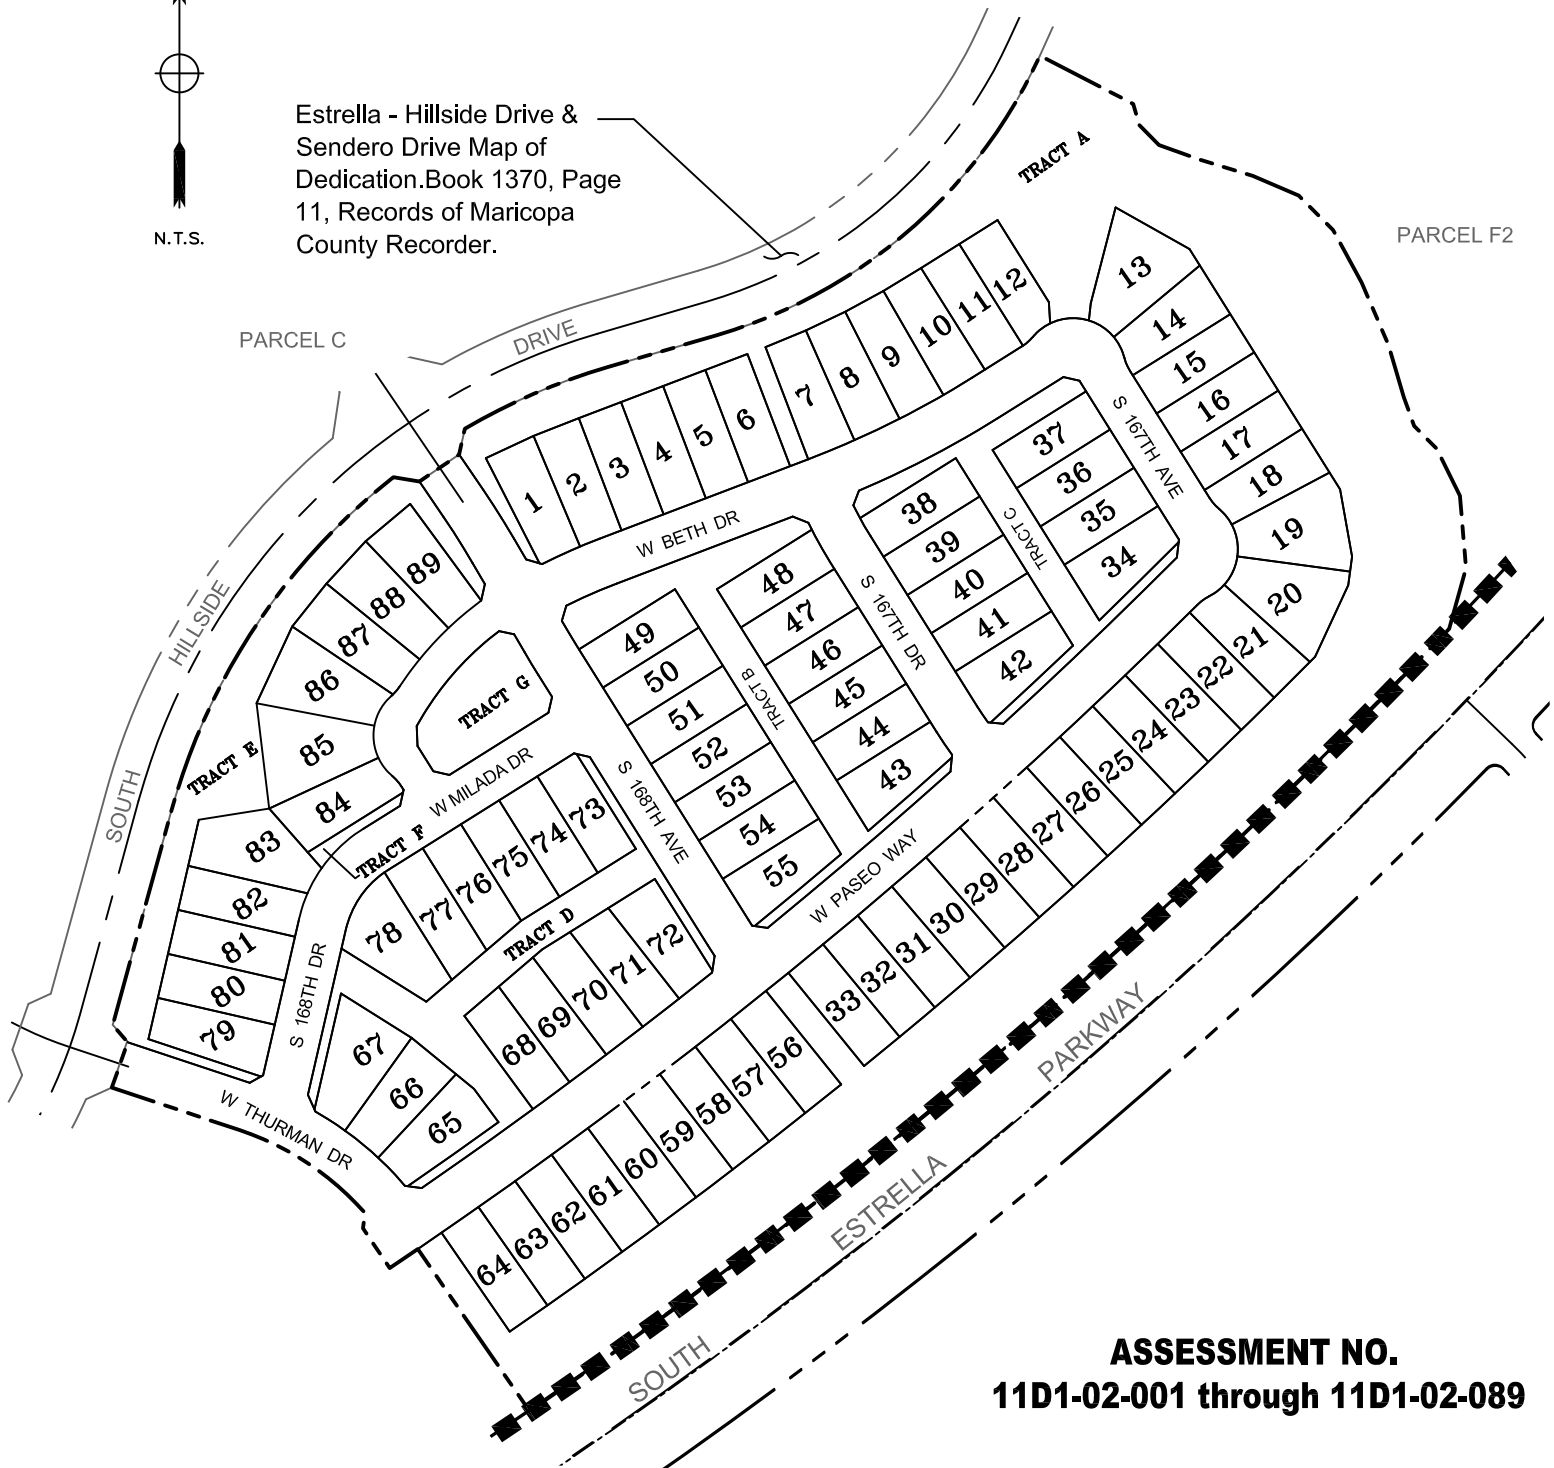 Estrella - Hillside Drive &
Sendero Drive Map of
Dedication.Book 1370, Page
11, Records of Maricopa
County Recorder.
N.T.S.
TRACT A
PARCEL F2
PARCEL C
DRIVE
HILLSIDE
SOUTH
1
2
3
4
5
6
7
8
9
10
11
12
13
14
15
16
17
18
19
20
21
22
23
24
25
26
27
28
29
30
31
32
33
W BETH DR
S 167TH AVE
37
36
35
34
TRACT C
38
39
40
41
42
S 167TH DR
48
47
46
45
44
43
TRACT B
49
50
51
52
53
54
55
S 168TH AVE
W PASEO WAY
89
88
87
86
85
84
83
82
81
80
79
TRACT E
TRACT G
W MILADA DR
TRACT F
73
74
75
76
77
78
TRACT D
72
71
70
69
68
67
66
65
S 168TH DR
W THURMAN DR
56
57
58
59
60
61
62
63
64
SOUTH
ESTRELLA
PARKWAY
ASSESSMENT NO.
11D1-02-001 through 11D1-02-089